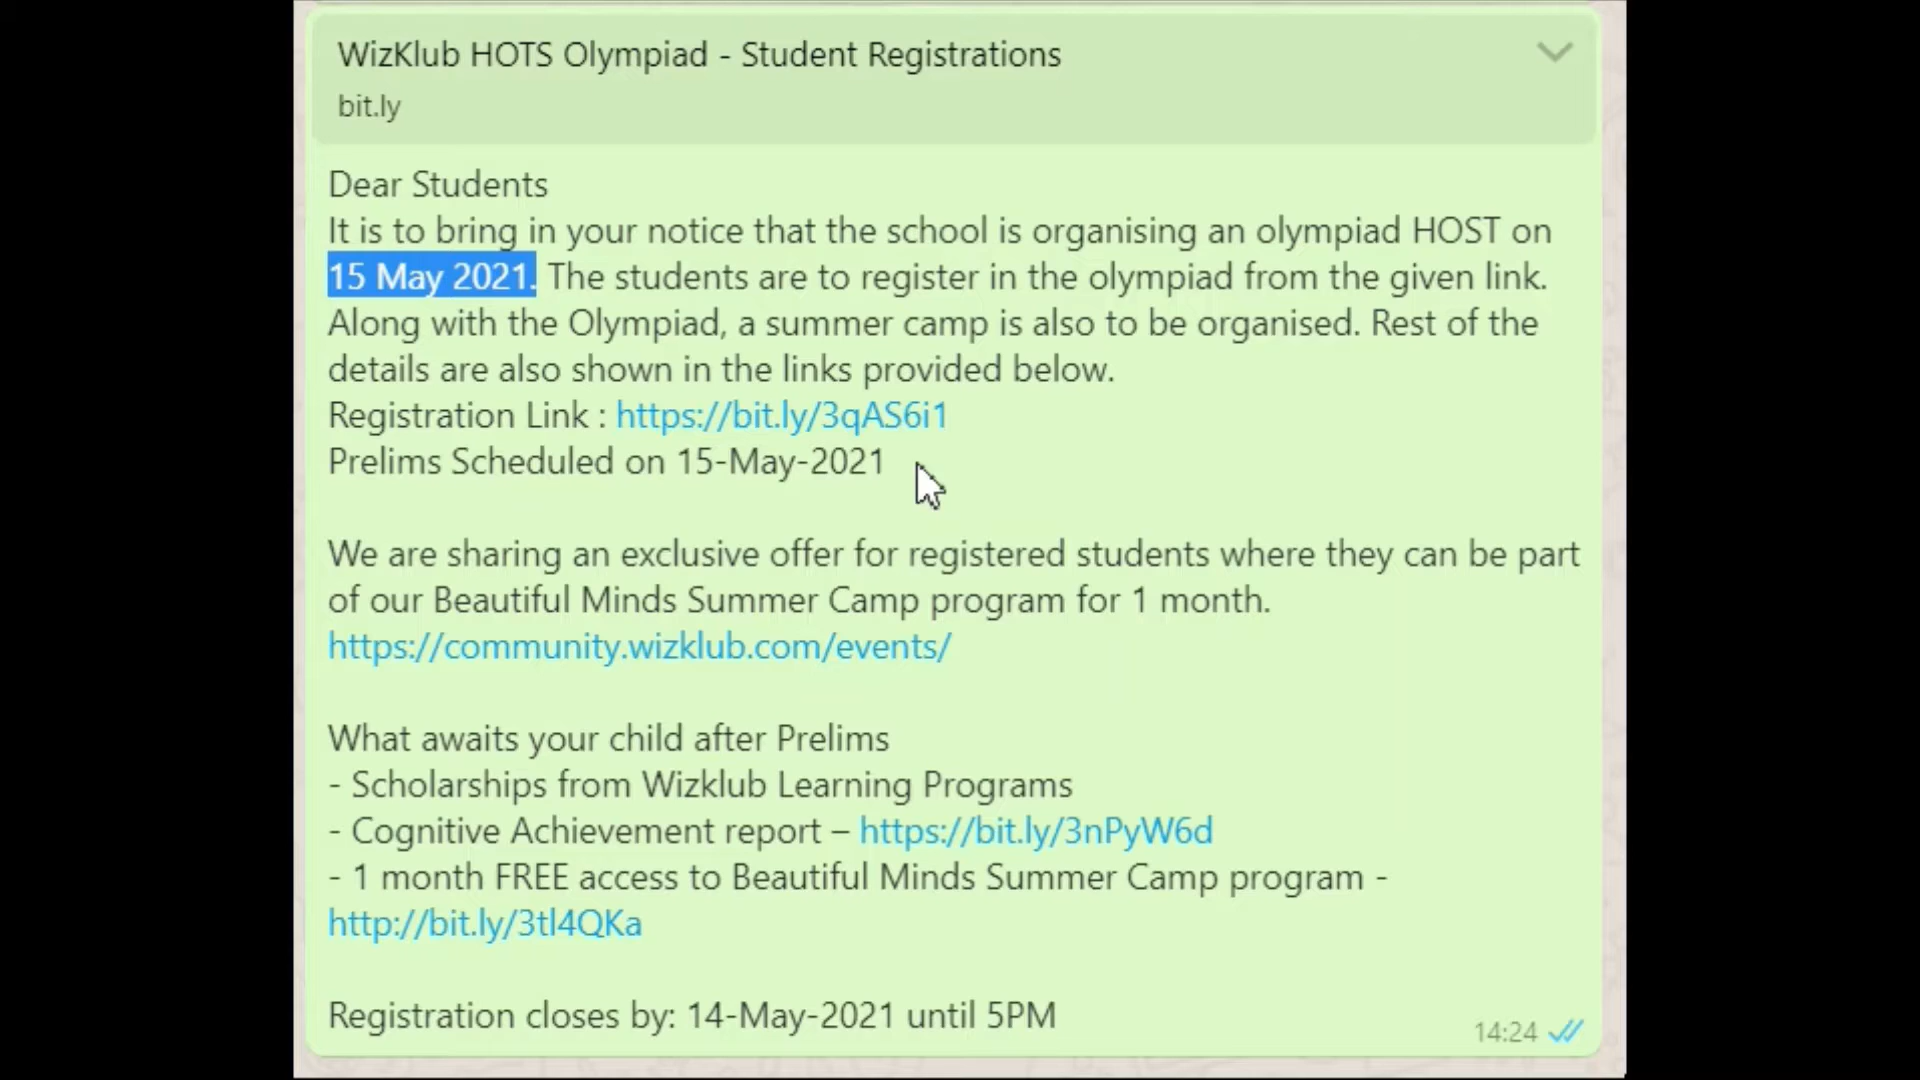 WizKlub HOTS Olympiad - Student Registrations
bit.ly
Dear Students
It is to bring in your notice that the school is organising an olympiad HOST on
15 May 2021. The students are to register in the olympiad from the given link.
Along with the Olympiad, a summer camp is also to be organised. Rest of the
details are also shown in the links provided below.
Registration Link : https://bit.ly/3qAS6i1
Prelims Scheduled on 15-May-2021
We are sharing an exclusive offer for registered students where they can be part
of our Beautiful Minds Summer Camp program for 1 month.
https://community.wizklub.com/events/
What awaits your child after Prelims
- Scholarships from Wizklub Learning Programs
- Cognitive Achievement report – https://bit.ly/3nPyW6d
- 1 month FREE access to Beautiful Minds Summer Camp program -
http://bit.ly/3tl4QKa
Registration closes by: 14-May-2021 until 5PM
14:24